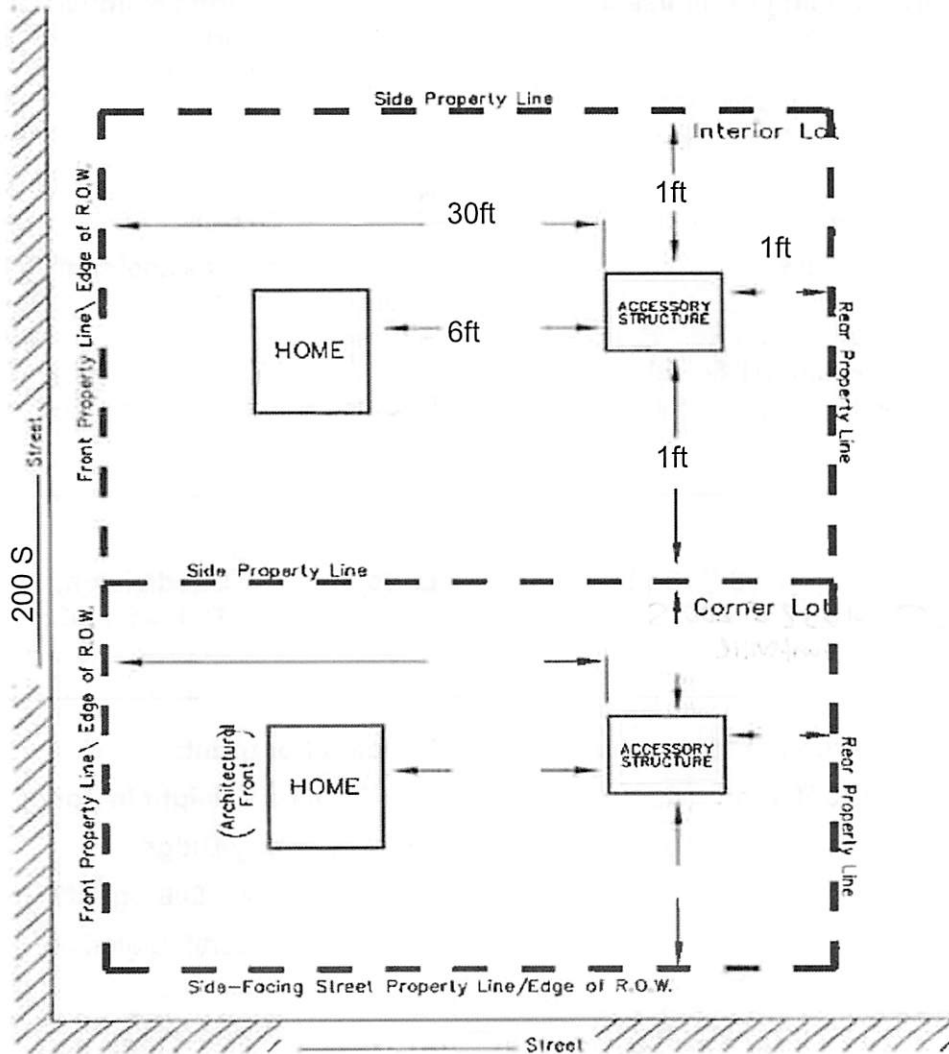 Side Property Line
Interior Lot
Front Property Line\ Edge of R.O.W.
30ft
1ft
1ft
HOME
6ft
ACCESSORY
STRUCTURE
Rear Property Line
1ft
Street
200 S
Side Property Line
Corner Lot
Front Property Line\ Edge of R.O.W.
(Architectural
Front)
HOME
ACCESSORY
STRUCTURE
Rear Property Line
Side-Facing Street Property Line/Edge of R.O.W.
Street